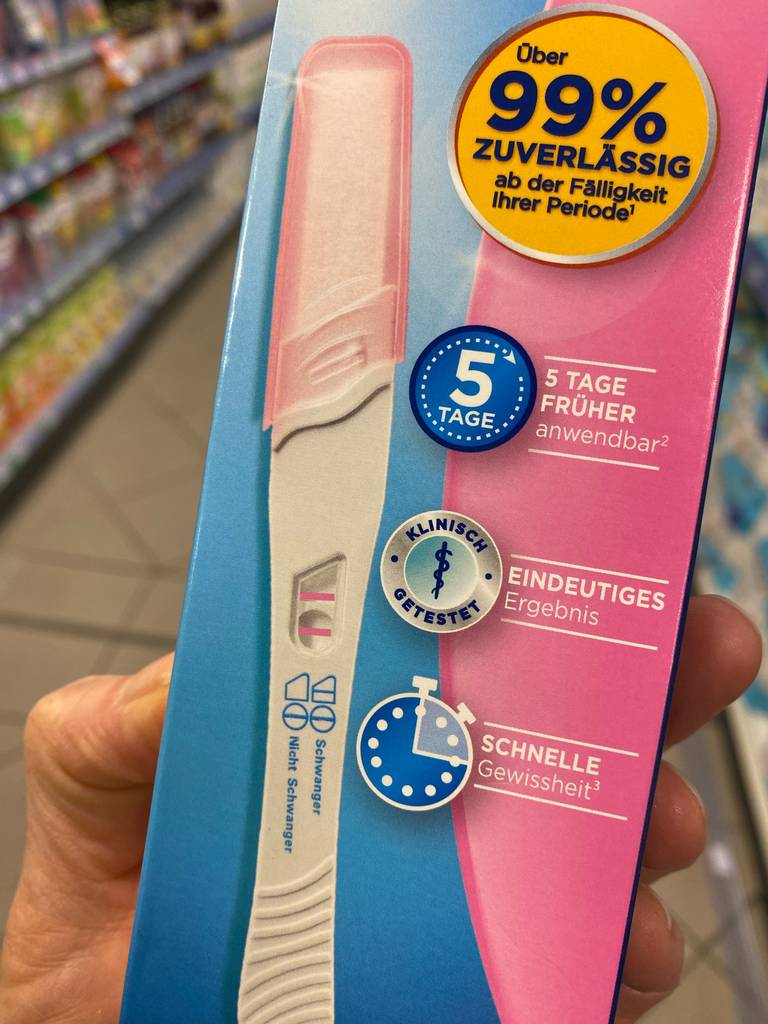 Über
99%
ZUVERLÄSSIG
ab der Fälligkeit
Ihrer Periode¹
5
TAGE
5 TAGE
FRÜHER
anwendbar²
KLINISCH
GETESTET
EINDEUTIGES
Ergebnis
SCHNELLE
Gewissheit³
Schwanger
Nicht Schwanger